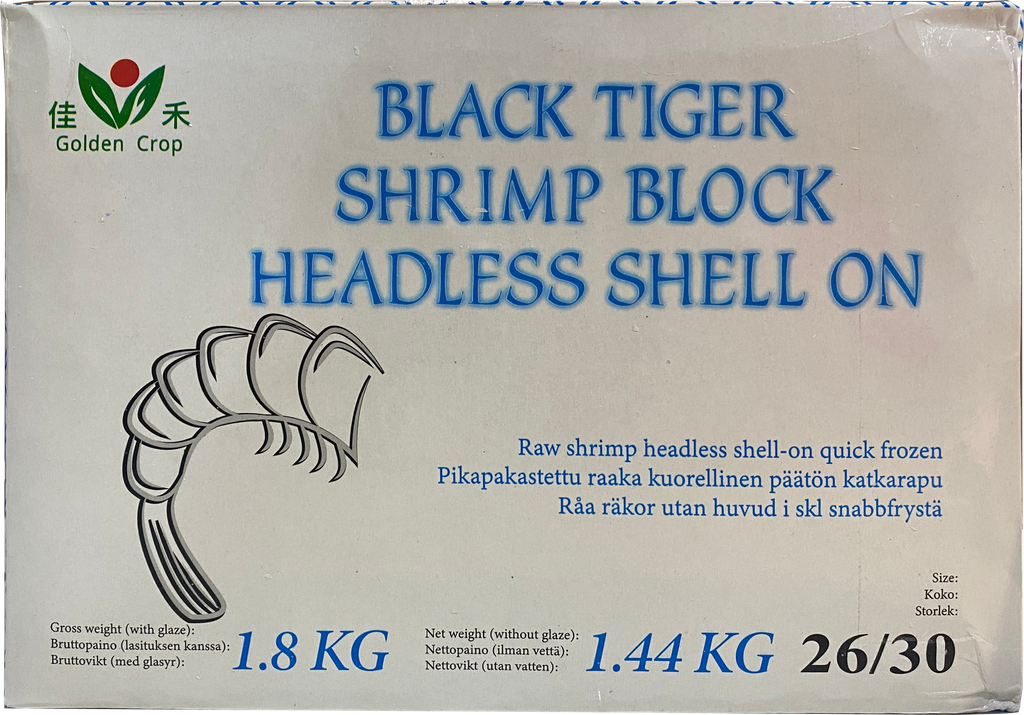 佳禾
Golden Crop
BLACK TIGER
SHRIMP BLOCK
HEADLESS SHELL ON
Raw shrimp headless shell-on quick frozen
Pikapakastettu raaka kuorellinen päätön katkarapu
Råa räkor utan huvud i skl snabbfrystä
Size:
Koko:
Storlek:
26/30
Gross weight (with glaze):
Bruttopaino (lasituksen kanssa):
Bruttovikt (med glasyr):
1.8 KG
Net weight (without glaze):
Nettopaino (ilman vettä):
Nettovikt (utan vatten):
1.44 KG